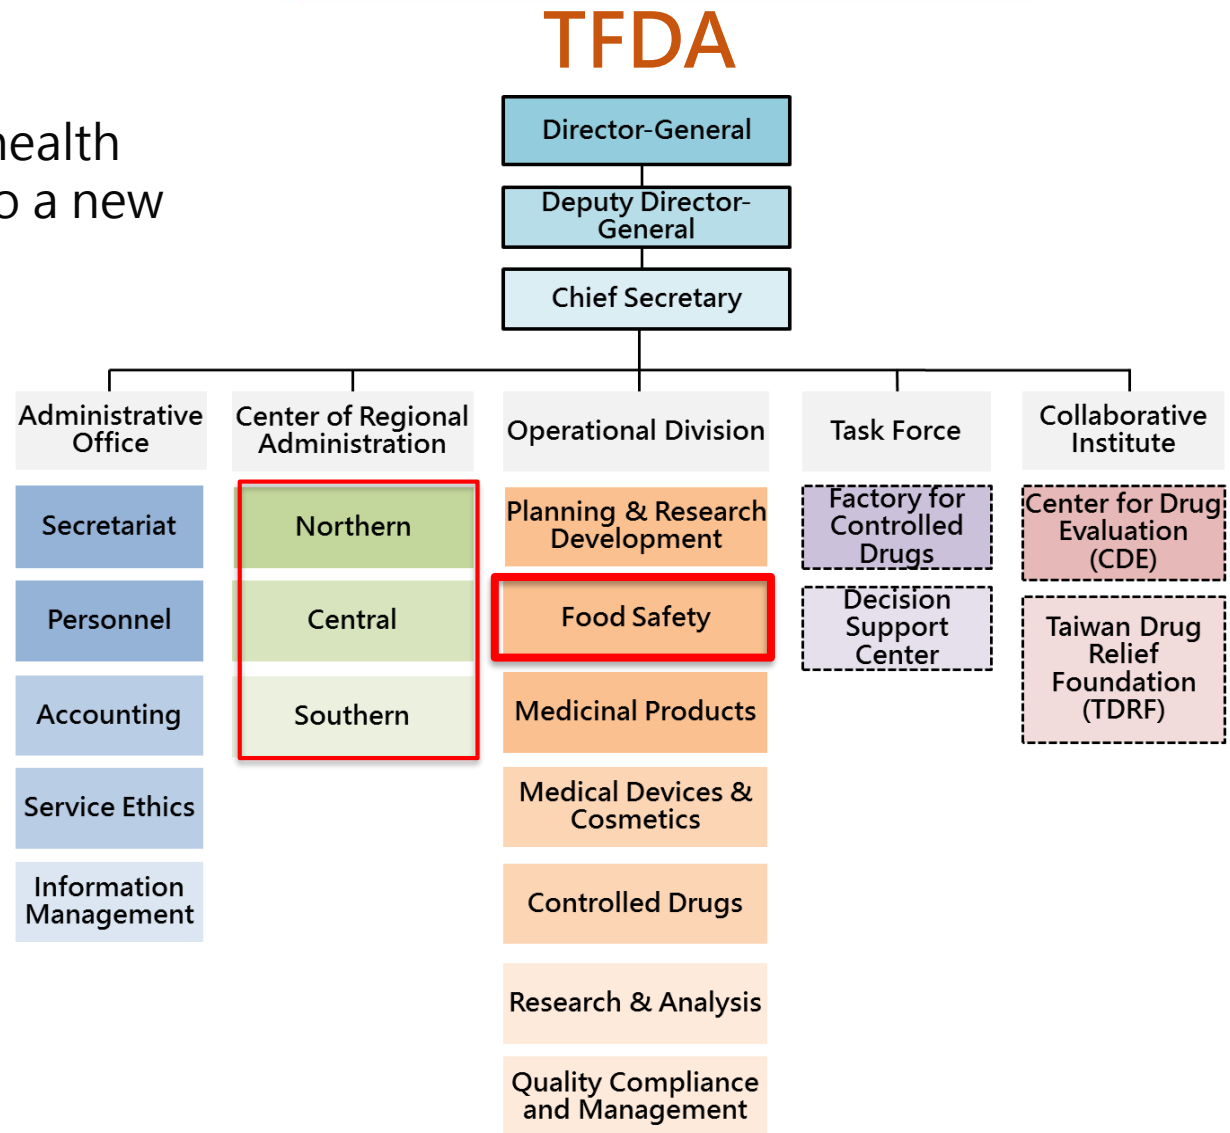 TFDA
health
o a new
Director-General
Deputy Director-
General
Chief Secretary
Administrative
Office
Center of Regional
Administration
Operational Division
Task Force
Collaborative
Institute
Secretariat
Personnel
Accounting
Service Ethics
Information
Management
Northern
Central
Southern
Planning & Research
Development
Food Safety
Medicinal Products
Medical Devices &
Cosmetics
Controlled Drugs
Research & Analysis
Quality Compliance
and Management
Factory for
Controlled
Drugs
Decision
Support
Center
Center for Drug
Evaluation
(CDE)
Taiwan Drug
Relief
Foundation
(TDRF)